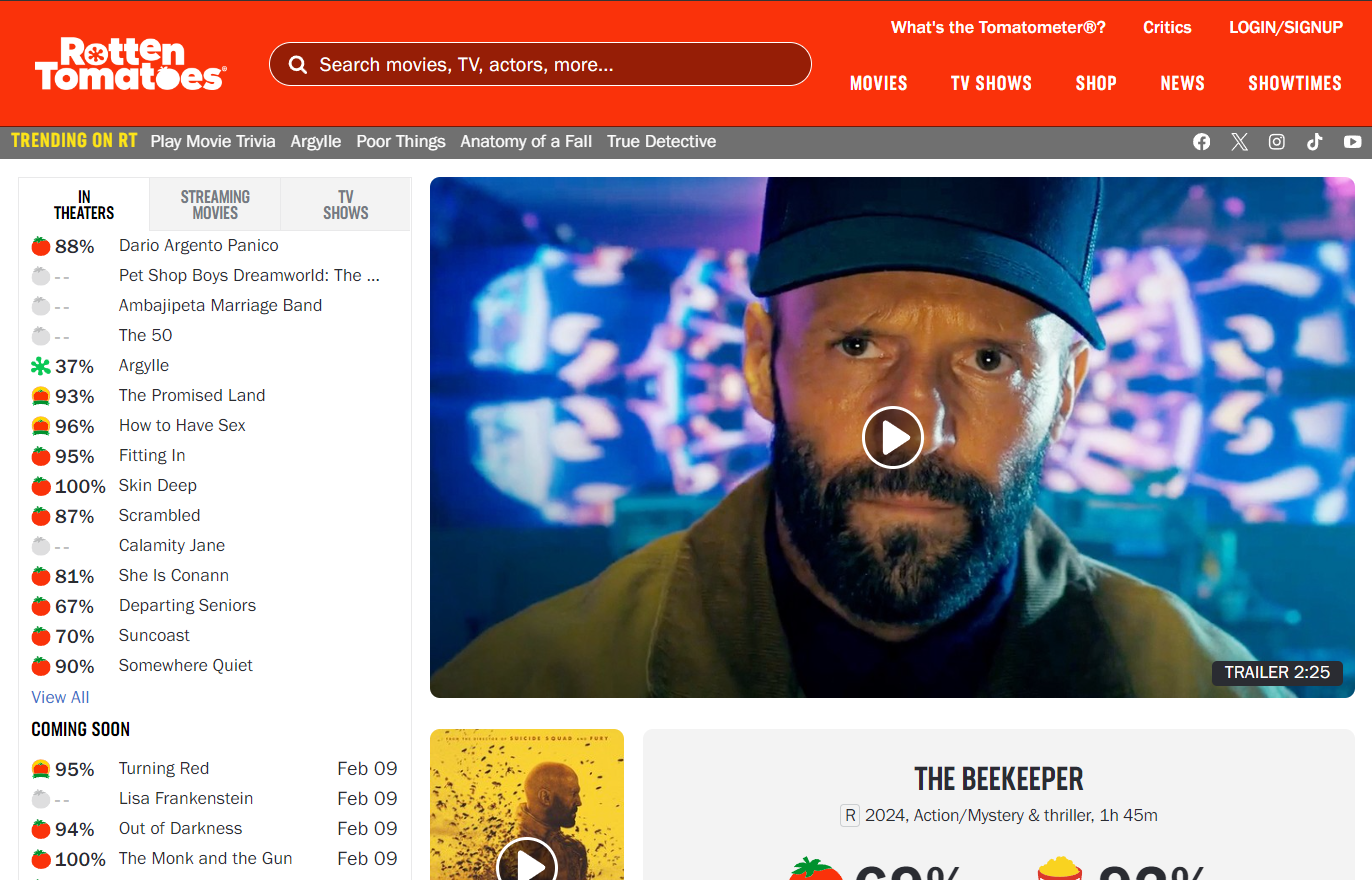 What's the Tomatometer®? Critics LOGIN/SIGNUP
Rotten
Tomatoes®
Search movies, TV, actors, more...
MOVIES TV SHOWS SHOP NEWS SHOWTIMES
TRENDING ON RT Play Movie Trivia Argylle Poor Things Anatomy of a Fall True Detective
IN
THEATERS
STREAMING
MOVIES
TV
SHOWS
88% Dario Argento Panico
-- Pet Shop Boys Dreamworld: The ...
-- Ambajipeta Marriage Band
-- The 50
37% Argylle
93% The Promised Land
96% How to Have Sex
95% Fitting In
100% Skin Deep
87% Scrambled
-- Calamity Jane
81% She Is Conann
67% Departing Seniors
70% Suncoast
90% Somewhere Quiet
View All
COMING SOON
95% Turning Red Feb 09
-- Lisa Frankenstein Feb 09
94% Out of Darkness Feb 09
100% The Monk and the Gun Feb 09
TRAILER 2:25
FROM THE DIRECTOR OF SUICIDE SQUAD AND FURY
THE BEEKEEPER
R 2024, Action/Mystery & thriller, 1h 45m